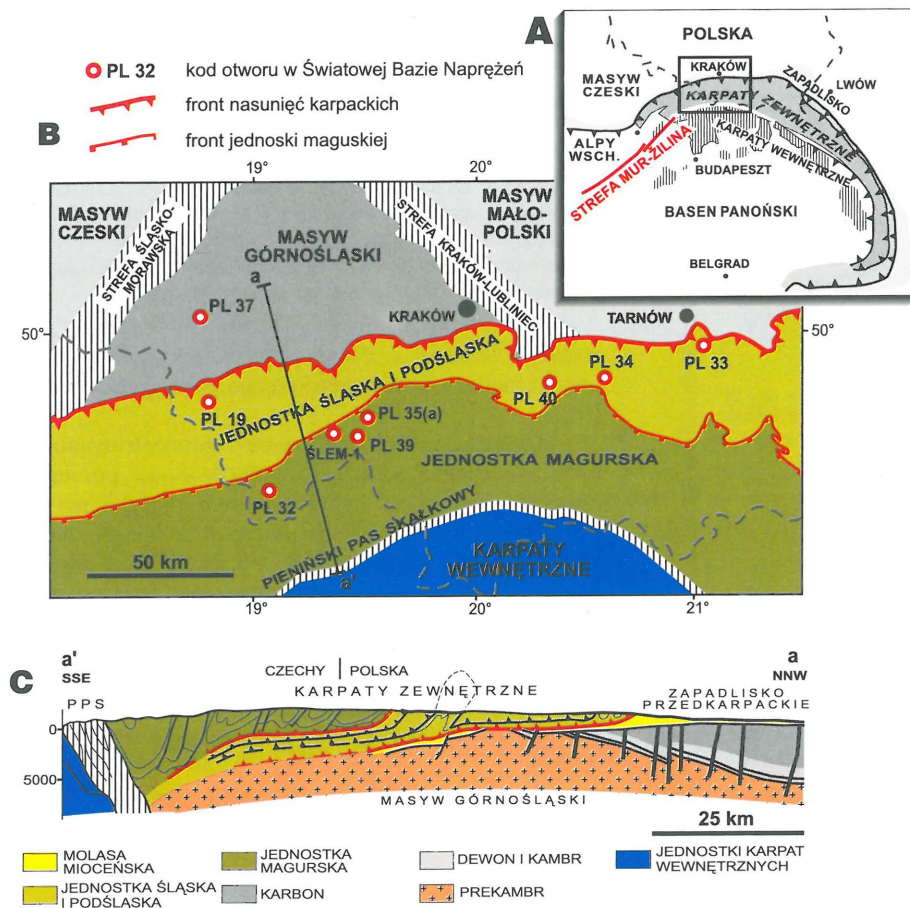 PL 32 kod otworu w Światowej Bazie Naprężeń
front nasunięć karpackich
front jednoski maguskiej
A
POLSKA
KRAKÓW
LWÓW
MASYW
CZESKI
ZAPADLISKO
KARPATY ZEWNĘTRZNE
KARPATY WEWNĘTRZNE
ALPY
WSCH.
STREFA MUR-ŽILINA
BUDAPESZT
BASEN PANOŃSKI
BELGRAD
B
19°
20°
MASYW
CZESKI
STREFA ŚLĄSKO-
MORAWSKA
MASYW
GÓRNOŚLĄSKI
STREFA KRAKÓW-LUBLINIEC
MASYW
MAŁO-
POLSKI
a
PL 37
KRAKÓW
TARNÓW
50°
50°
JEDNOSTKA ŚLĄSKA I PODŚLĄSKA
PL 19
PL 34
PL 33
PL 40
PL 35(a)
PL 39
ŚLEM-1
PL 32
JEDNOSTKA MAGURSKA
PIENIŃSKI PAS SKAŁKOWY
KARPATY
WEWNĘTRZNE
a'
50 km
19°
20°
21°
C
a'
SSE
a
NNW
PPS
CZECHY | POLSKA
KARPATY ZEWNĘTRZNE
ZAPADLISKO
PRZEDKARPACKIE
0
5000
MASYW GÓRNOŚLĄSKI
25 km
MOLASA
MIOCEŃSKA
JEDNOSTKA
MAGURSKA
DEWON I KAMBR
JEDNOSTKI KARPAT
WEWNĘTRZNYCH
JEDNOSTKA ŚLĄSKA
I PODŚLĄSKA
KARBON
PREKAMBR